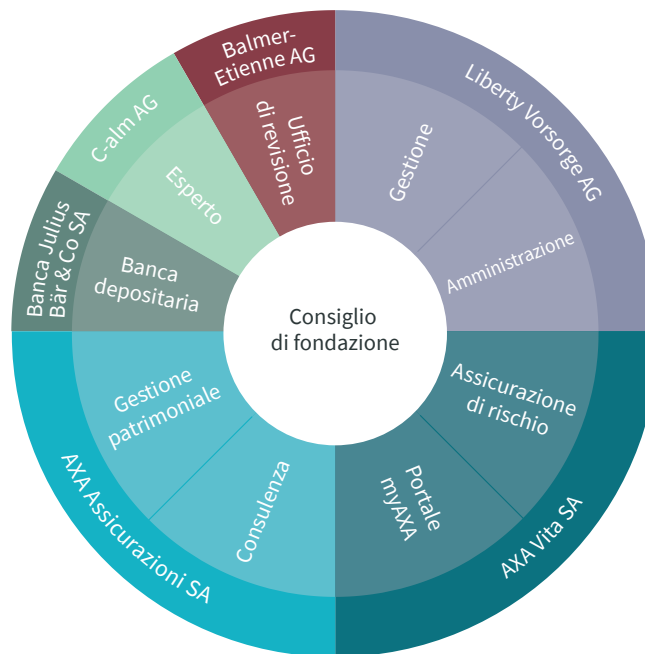 Balmer-
Etienne AG
Ufficio
di revisione
Liberty Vorsorge AG
Gestione
Amministrazione
C-alm AG
Esperto
Banca Julius
Bär & Co SA
Banca
depositaria
Consiglio
di fondazione
Assicurazione
di rischio
Portale
myAXA
AXA Vita SA
Gestione
patrimoniale
Consulenza
AXA Assicurazioni SA